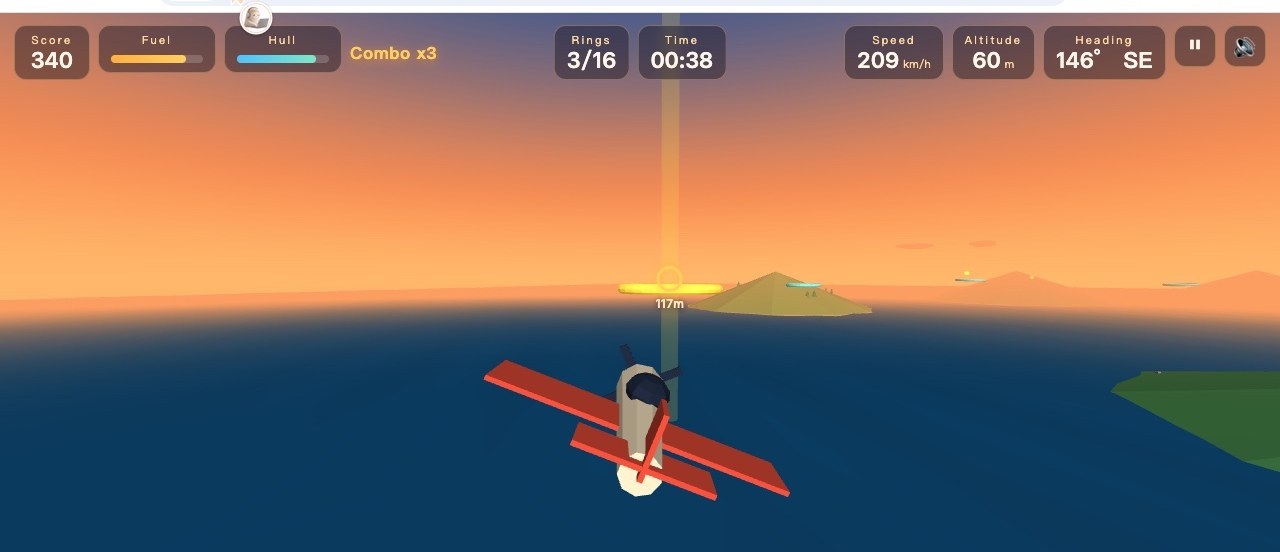 Score
340
Fuel
Hull
Combo x3
Rings
3/16
Time
00:38
Speed
209 km/h
Altitude
60 m
Heading
146° SE
117m